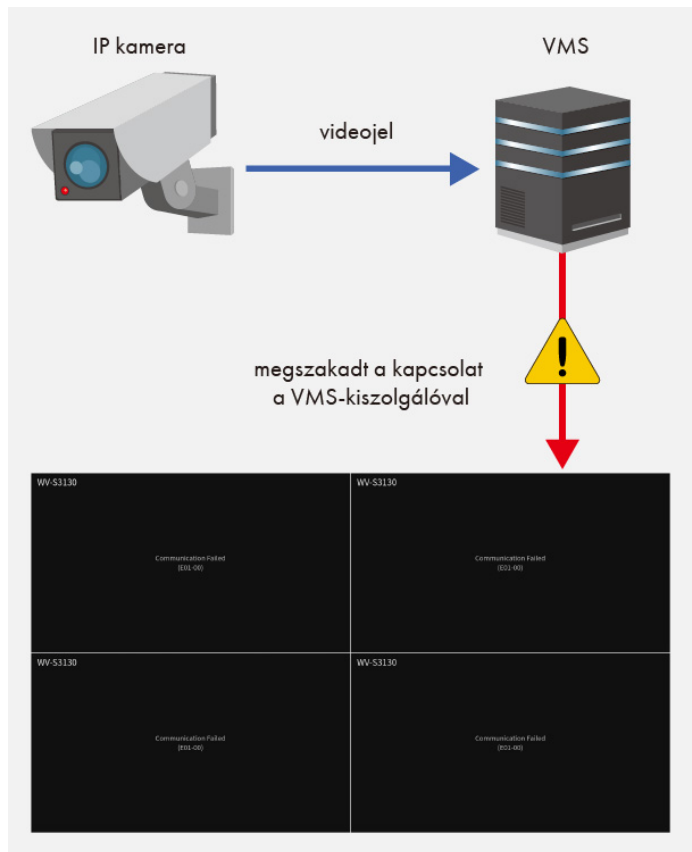 IP kamera
VMS
videojel
megszakadt a kapcsolat
a VMS-kiszolgálóval
WV-S3130
WV-S3130
Communication Failed
(E01-00)
Communication Failed
(E01-00)
WV-S3130
WV-S3130
Communication Failed
(E01-00)
Communication Failed
(E01-00)